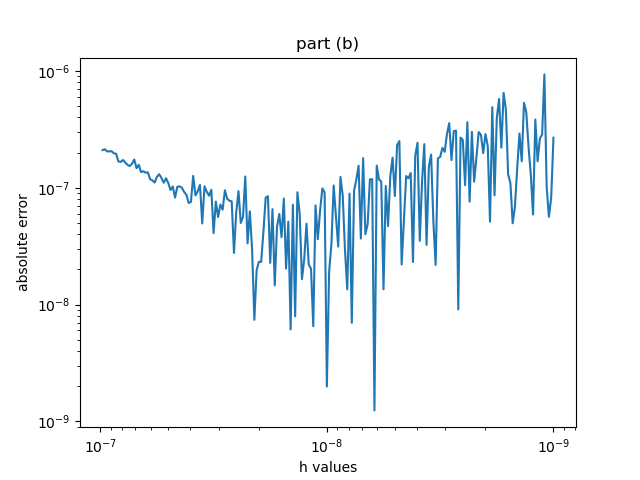 part (b)
absolute error
10⁻⁶
10⁻⁷
10⁻⁸
10⁻⁹
10⁻⁷ 10⁻⁸ 10⁻⁹
h values